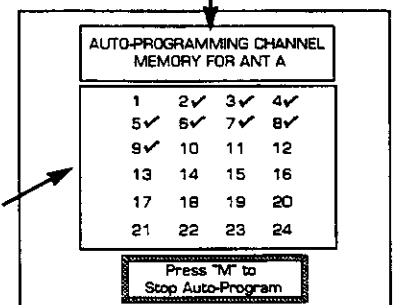 AUTO-PROGRAMMING CHANNEL
MEMORY FOR ANT A
1 2✓ 3✓ 4✓
5✓ 6✓ 7✓ 8✓
9✓ 10 11 12
13 14 15 16
17 18 19 20
21 22 23 24
Press "M" to
Stop Auto-Program